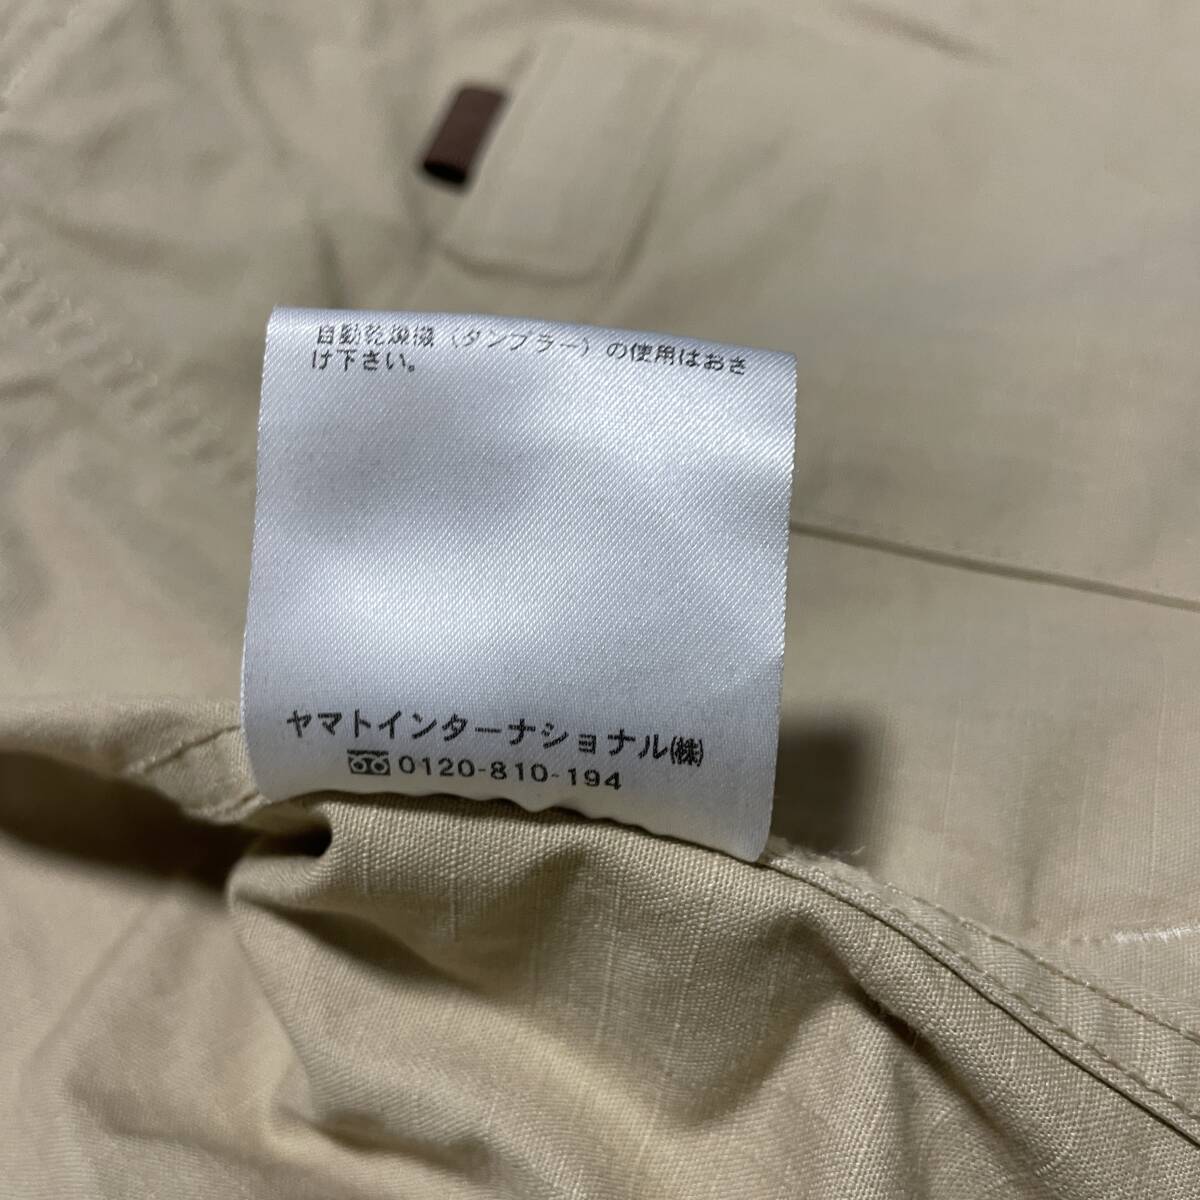 自動乾燥機（タンブラー）の使用はおさ
け下さい。
ヤマトインターナショナル㈱
0120-810-194